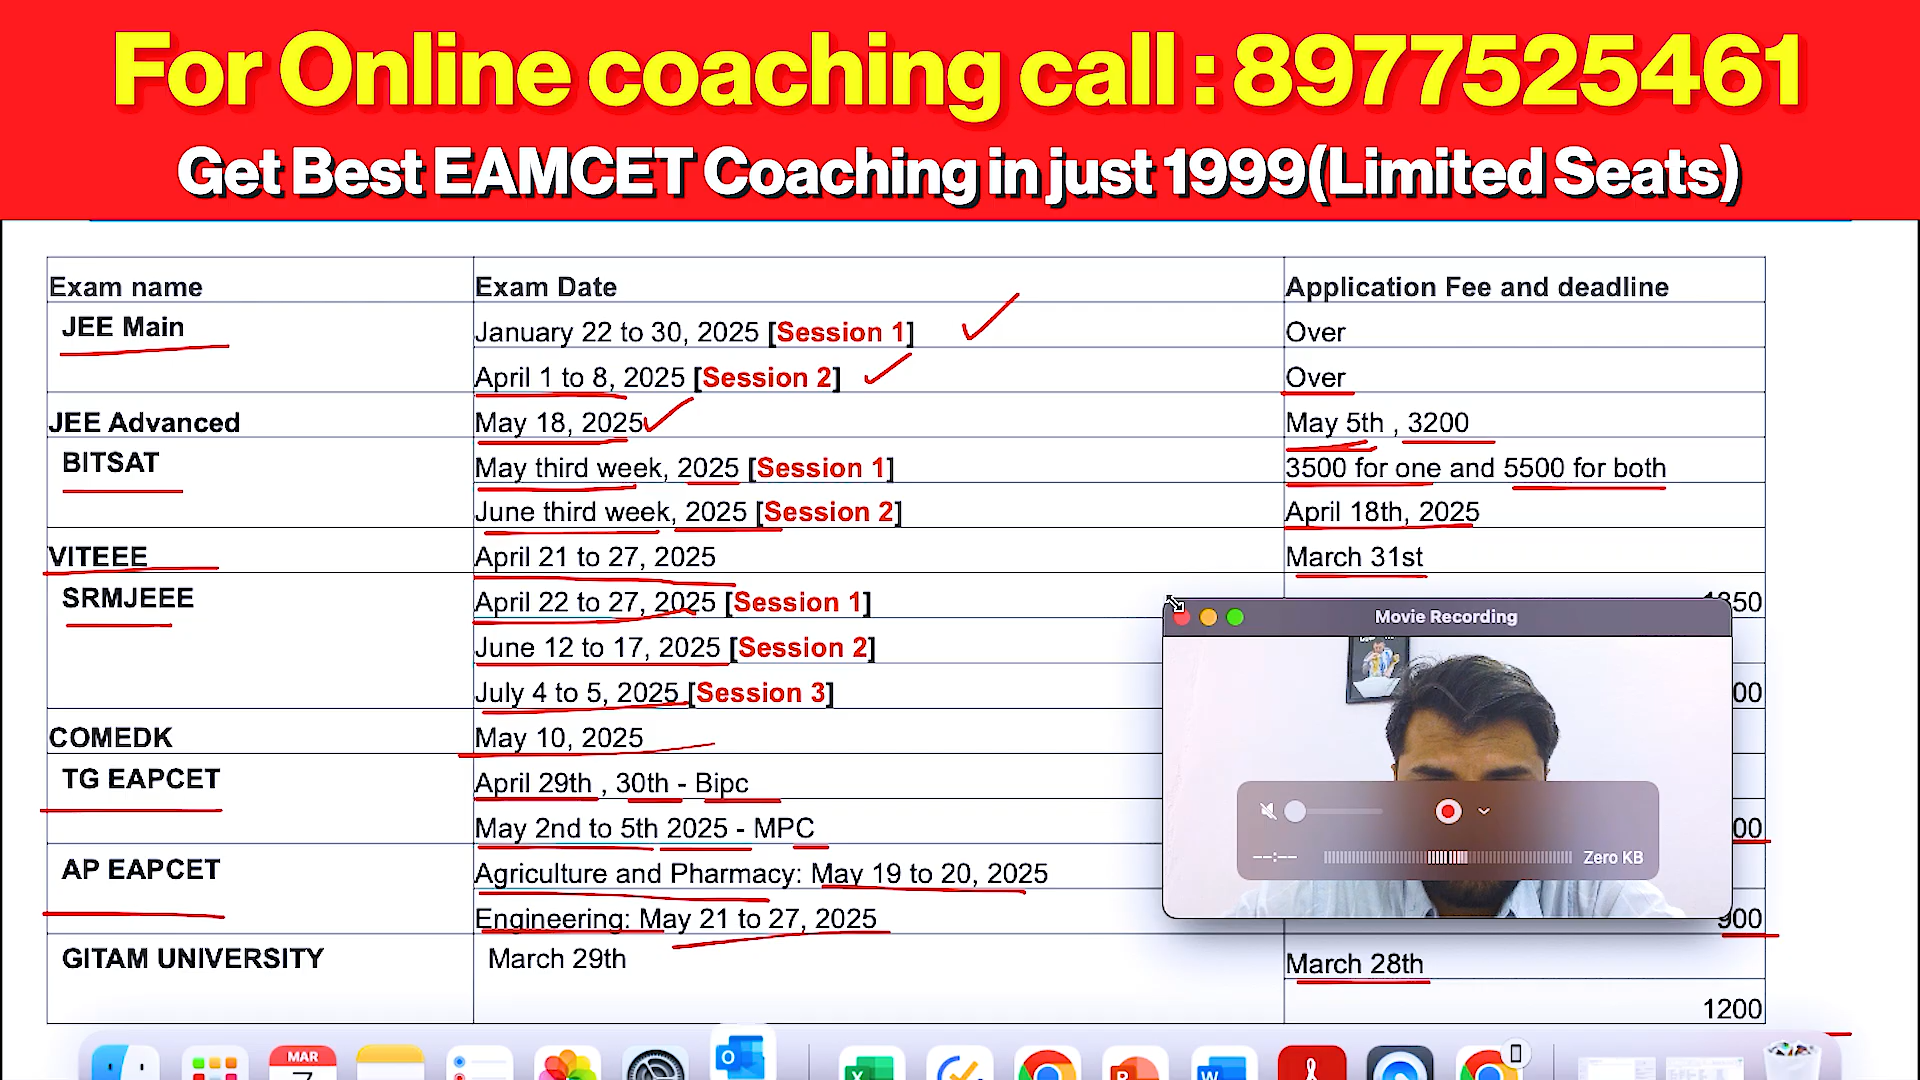 For Online coaching call : 8977525461
Get Best EAMCET Coaching in just 1999(Limited Seats)
Exam name Exam Date Application Fee and deadline
JEE Main January 22 to 30, 2025 [Session 1] Over
April 1 to 8, 2025 [Session 2] Over
JEE Advanced May 18, 2025 May 5th , 3200
BITSAT May third week, 2025 [Session 1] 3500 for one and 5500 for both
June third week, 2025 [Session 2] April 18th, 2025
VITEEE April 21 to 27, 2025 March 31st
SRMJEEE April 22 to 27, 2025 [Session 1]
Movie Recording
June 12 to 17, 2025 [Session 2]
July 4 to 5, 2025 [Session 3]
COMEDK May 10, 2025
TG EAPCET April 29th , 30th - Bipc
May 2nd to 5th 2025 - MPC
--:-- Zero KB
AP EAPCET Agriculture and Pharmacy: May 19 to 20, 2025
Engineering: May 21 to 27, 2025 900
GITAM UNIVERSITY March 29th March 28th
1200
MAR